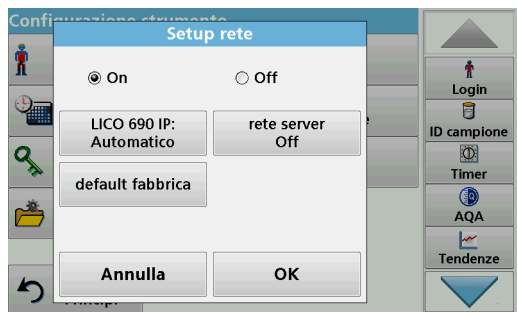 Configurazione strumento
Setup rete
On
Off
LICO 690 IP:
Automatico
rete server
Off
default fabbrica
Annulla
OK
Login
ID campione
Timer
AQA
Tendenze